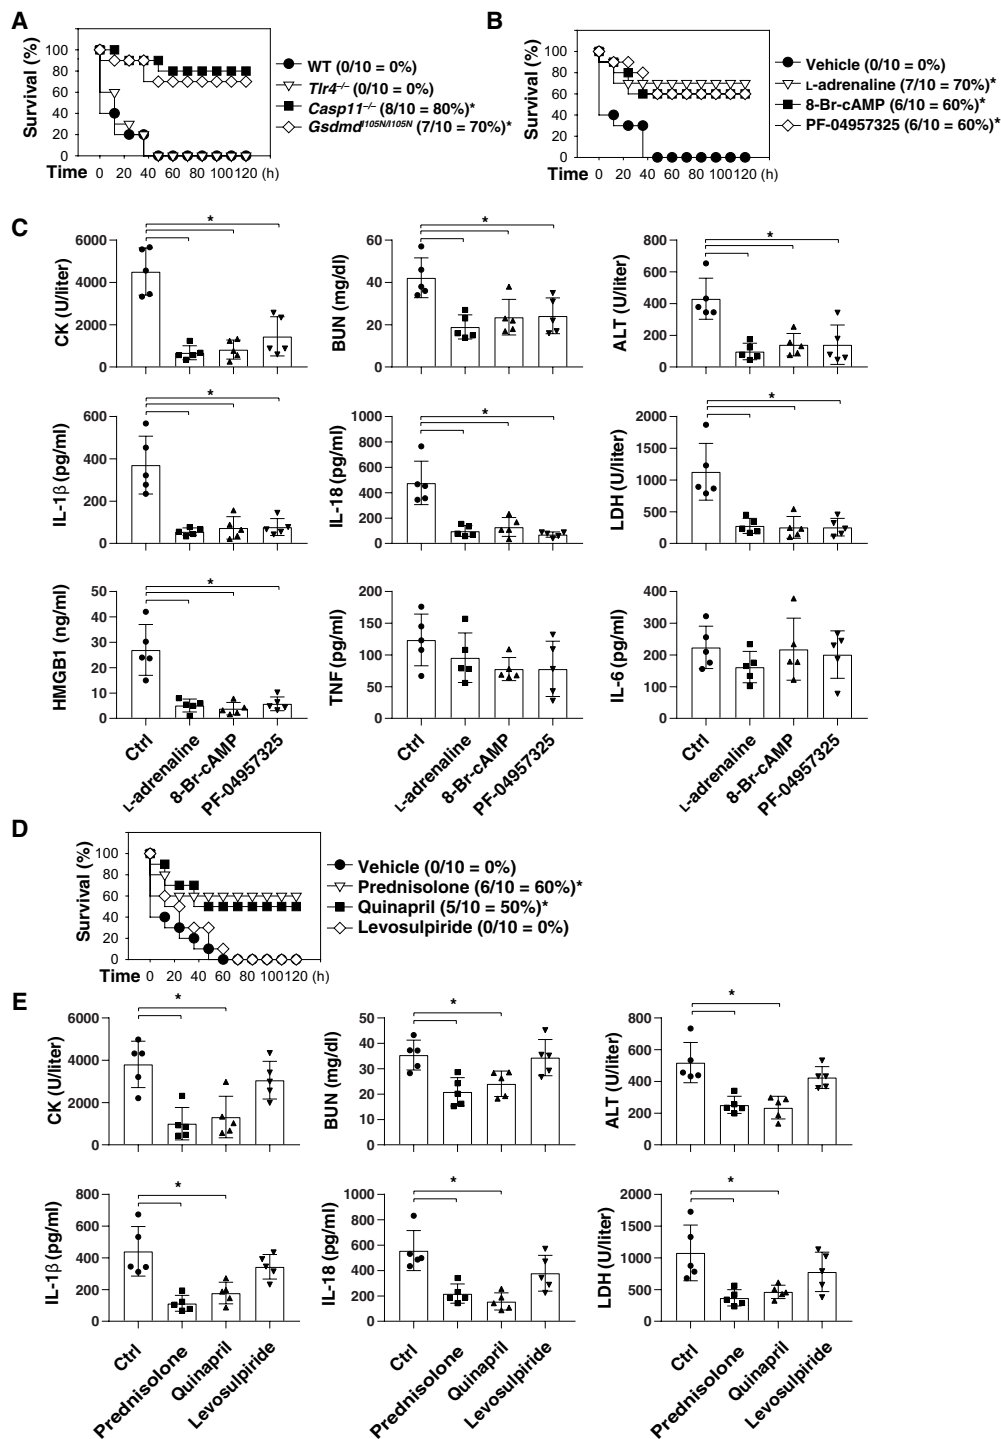 A
Survival (%)
100
80
60
40
20
0
Time 0 20 40 60 80 100 120 (h)
WT (0/10 = 0%)
Tlr4–/– (0/10 = 0%)
Casp11–/– (8/10 = 80%)*
GsdmdI105N/I105N (7/10 = 70%)*
B
Survival (%)
100
80
60
40
20
0
Time 0 20 40 60 80 100 120 (h)
Vehicle (0/10 = 0%)
L-adrenaline (7/10 = 70%)*
8-Br-cAMP (6/10 = 60%)*
PF-04957325 (6/10 = 60%)*
C
CK (U/liter)
6000
4000
2000
0
*
BUN (mg/dl)
60
40
20
0
*
ALT (U/liter)
800
600
400
200
0
*
IL-1β (pg/ml)
600
400
200
0
*
IL-18 (pg/ml)
1000
800
600
400
200
0
*
LDH (U/liter)
2000
1500
1000
500
0
*
HMGB1 (ng/ml)
50
40
30
20
10
0
*
Ctrl
L-adrenaline
8-Br-cAMP
PF-04957325
TNF (pg/ml)
200
150
100
50
0
Ctrl
L-adrenaline
8-Br-cAMP
PF-04957325
IL-6 (pg/ml)
400
300
200
100
0
Ctrl
L-adrenaline
8-Br-cAMP
PF-04957325
D
Survival (%)
100
80
60
40
20
0
Time 0 20 40 60 80 100 120 (h)
Vehicle (0/10 = 0%)
Prednisolone (6/10 = 60%)*
Quinapril (5/10 = 50%)*
Levosulpiride (0/10 = 0%)
E
CK (U/liter)
6000
4000
2000
0
*
BUN (mg/dl)
50
40
30
20
10
0
*
ALT (U/liter)
800
600
400
200
0
*
IL-1β (pg/ml)
800
600
400
200
0
*
Ctrl
Prednisolone
Quinapril
Levosulpiride
IL-18 (pg/ml)
1000
800
600
400
200
0
*
Ctrl
Prednisolone
Quinapril
Levosulpiride
LDH (U/liter)
2000
1500
1000
500
0
*
Ctrl
Prednisolone
Quinapril
Levosulpiride